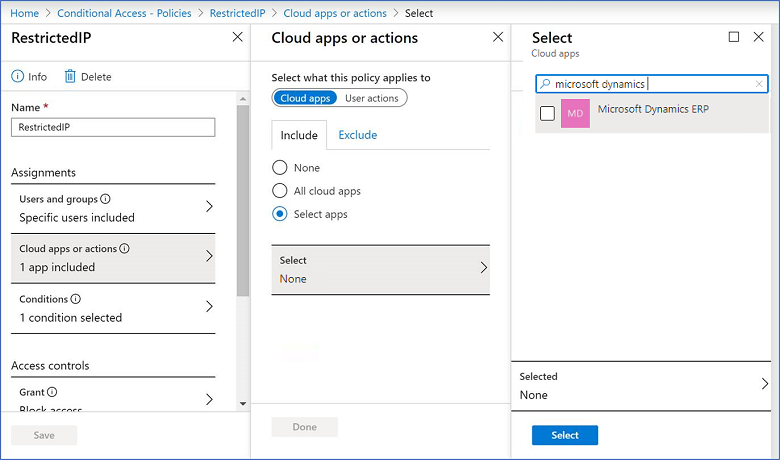 Home > Conditional Access - Policies > RestrictedIP > Cloud apps or actions > Select
RestrictedIP
Info
Delete
Name *
RestrictedIP
Assignments
Users and groups
Specific users included
Cloud apps or actions
1 app included
Conditions
1 condition selected
Access controls
Grant
Block access
Save
Cloud apps or actions
Select what this policy applies to
Cloud apps
User actions
Include
Exclude
None
All cloud apps
Select apps
Select
None
Done
Select
Cloud apps
microsoft dynamics
MD
Microsoft Dynamics ERP
Selected
None
Select